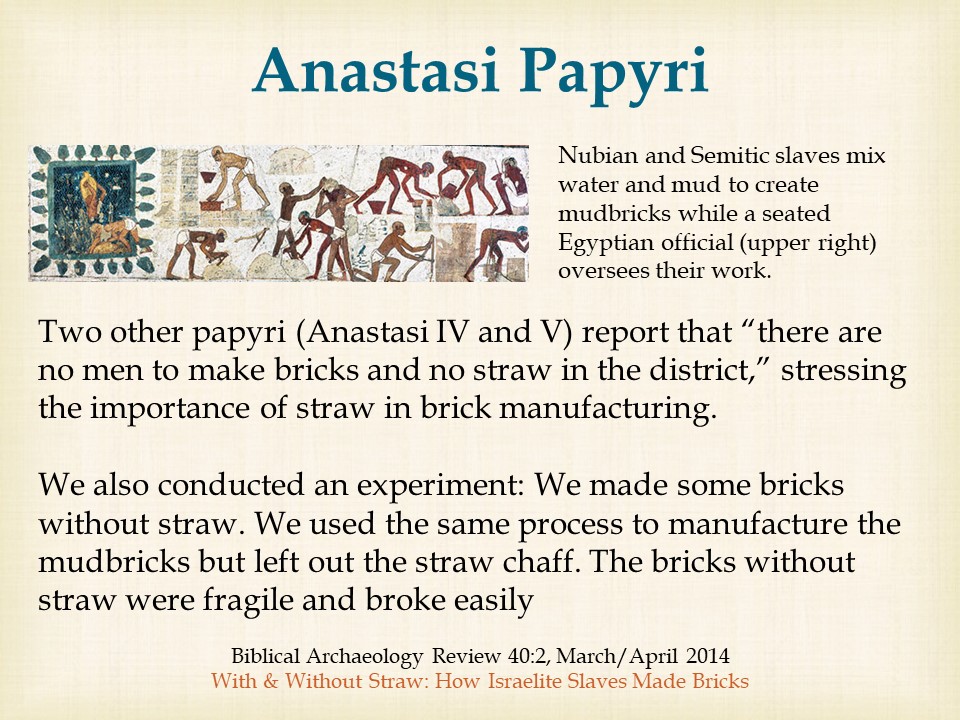 Anastasi Papyri
Nubian and Semitic slaves mix
water and mud to create
mudbricks while a seated
Egyptian official (upper right)
oversees their work.
Two other papyri (Anastasi IV and V) report that “there are
no men to make bricks and no straw in the district,” stressing
the importance of straw in brick manufacturing.
We also conducted an experiment: We made some bricks
without straw. We used the same process to manufacture the
mudbricks but left out the straw chaff. The bricks without
straw were fragile and broke easily
Biblical Archaeology Review 40:2, March/April 2014
With & Without Straw: How Israelite Slaves Made Bricks